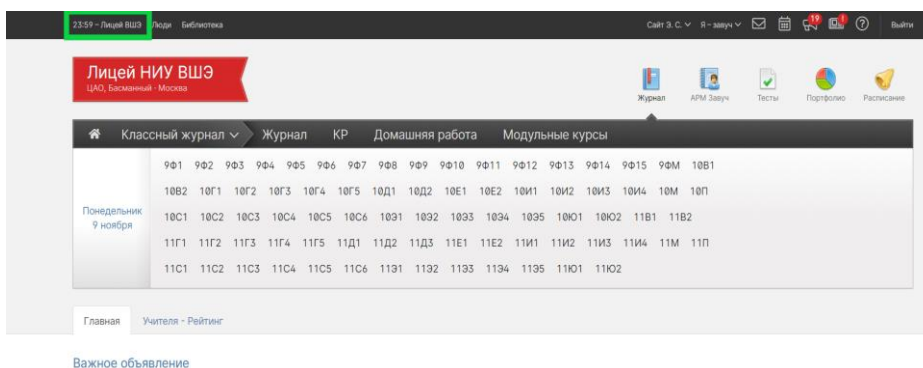 23:59 – Лицей ВШЭ Люди Библиотека Сайт Э. С. Я – завуч 19 1 Выйти
Лицей НИУ ВШЭ
ЦАО, Басманный - Москва
Журнал АРМ Завуч Тесты Портфолио Расписание
Классный журнал Журнал КР Домашняя работа Модульные курсы
9Ф1 9Ф2 9Ф3 9Ф4 9Ф5 9Ф6 9Ф7 9Ф8 9Ф9 9Ф10 9Ф11 9Ф12 9Ф13 9Ф14 9Ф15 9ФМ 10В1
10В2 10Г1 10Г2 10Г3 10Г4 10Г5 10Д1 10Д2 10Е1 10Е2 10И1 10И2 10И3 10И4 10М 10П
Понедельник
9 ноября
10С1 10С2 10С3 10С4 10С5 10С6 10Э1 10Э2 10Э3 10Э4 10Э5 10Ю1 10Ю2 11В1 11В2
11Г1 11Г2 11Г3 11Г4 11Г5 11Д1 11Д2 11Д3 11Е1 11Е2 11И1 11И2 11И3 11И4 11М 11П
11С1 11С2 11С3 11С4 11С5 11С6 11Э1 11Э2 11Э3 11Э4 11Э5 11Ю1 11Ю2
Главная Учителя - Рейтинг
Важное объявление